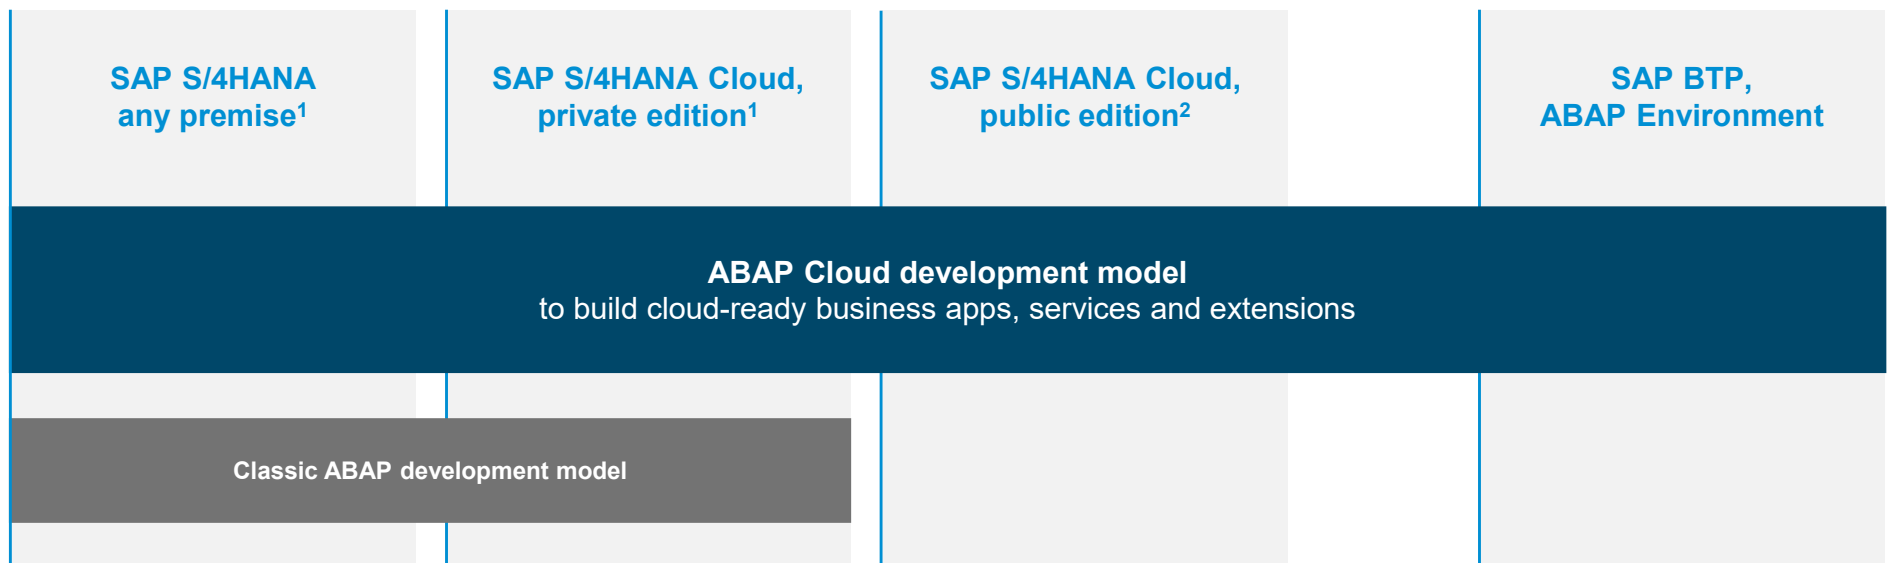 SAP S/4HANA
any premise¹
SAP S/4HANA Cloud,
private edition¹
SAP S/4HANA Cloud,
public edition²
SAP BTP,
ABAP Environment
ABAP Cloud development model
to build cloud-ready business apps, services and extensions
Classic ABAP development model